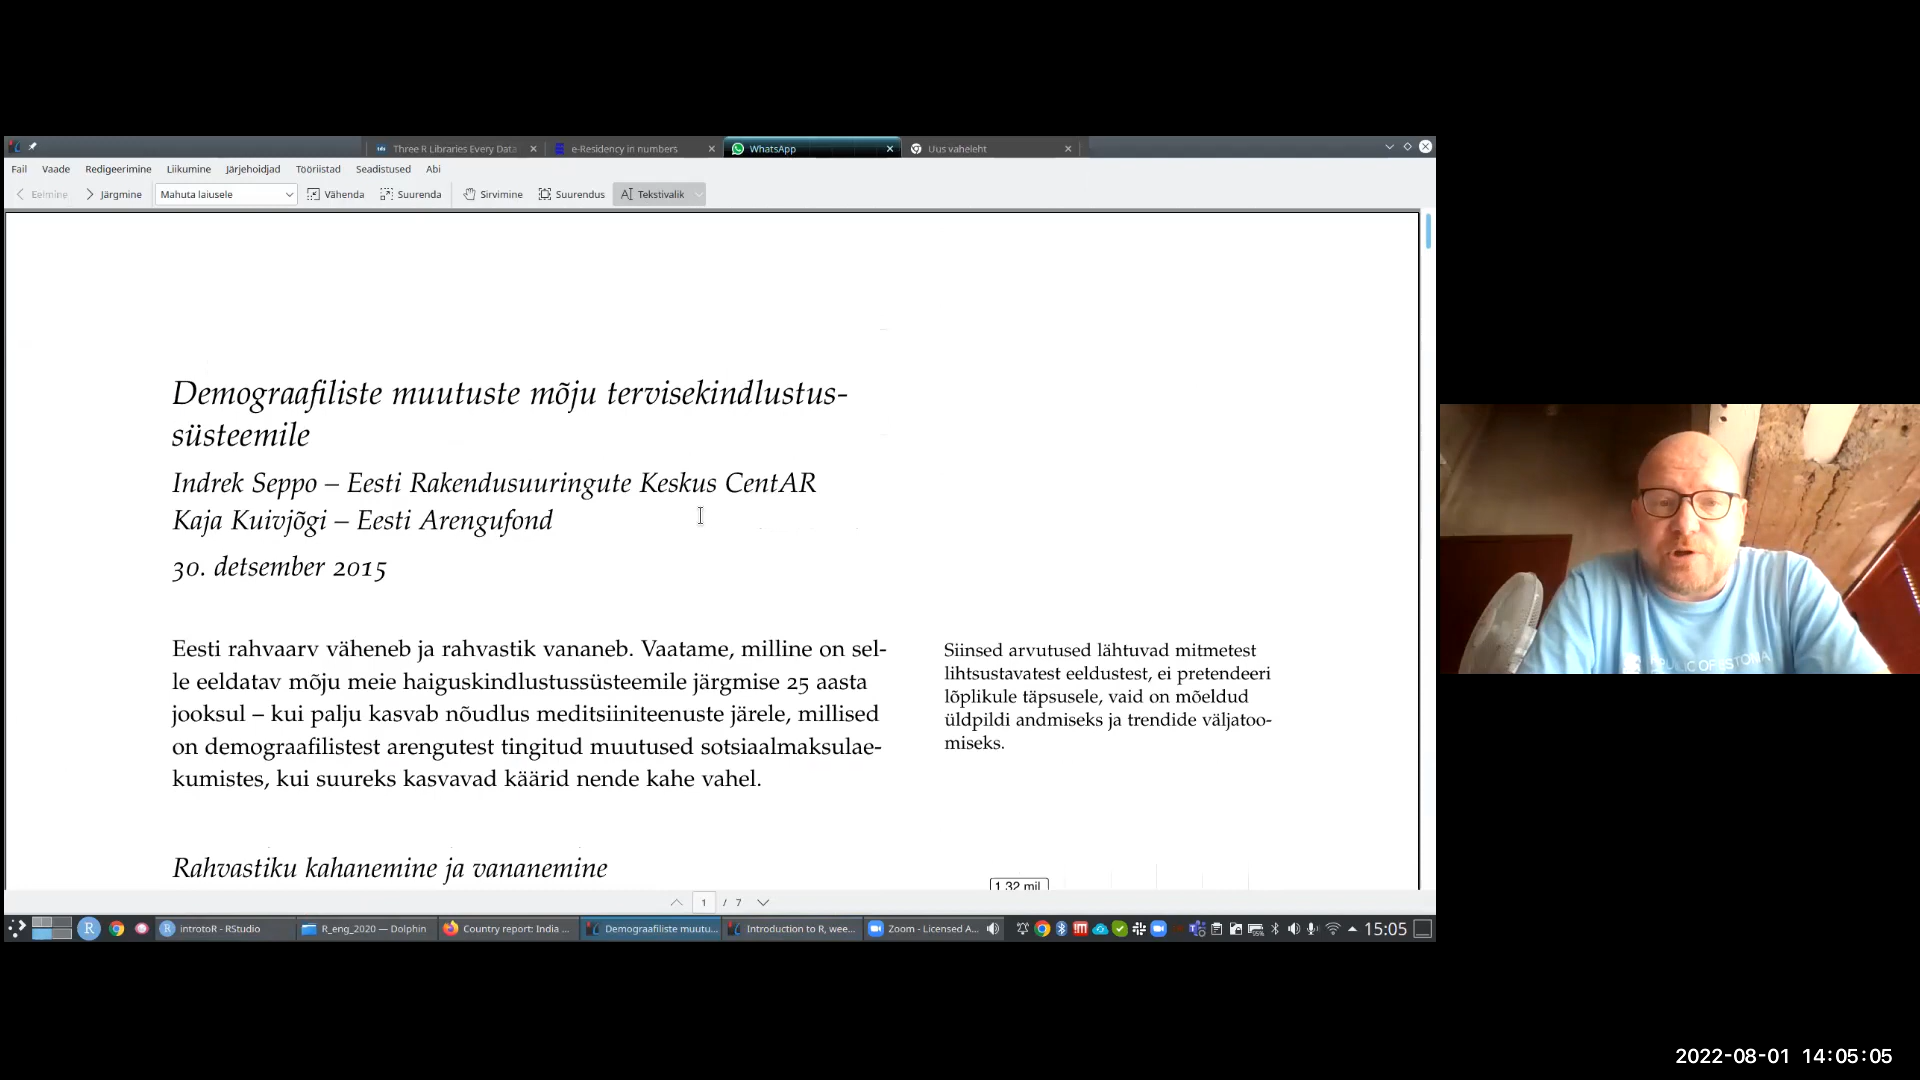 Three R Libraries Every Data
e-Residency in numbers
WhatsApp
Uus vaheleht
Fail Vaade Redigeerimine Liikumine Järjehoidjad Tööriistad Seadistused Abi
Eelmine Järgmine Mahuta laiusele Vähenda Suurenda Sirvimine Suurendus Tekstivalik
Demograafiliste muutuste mõju tervisekindlustus-
süsteemile
Indrek Seppo – Eesti Rakendusuuringute Keskus CentAR
Kaja Kuivjõgi – Eesti Arengufond
30. detsember 2015
Eesti rahvaarv väheneb ja rahvastik vananeb. Vaatame, milline on sel-
le eeldatav mõju meie haiguskindlustussüsteemile järgmise 25 aasta
jooksul – kui palju kasvab nõudlus meditsiiniteenuste järele, millised
on demograafilistest arengutest tingitud muutused sotsiaalmaksulae-
kumistes, kui suureks kasvavad käärid nende kahe vahel.
Siinsed arvutused lähtuvad mitmetest
lihtsustavatest eeldustest, ei pretendeeri
lõplikule täpsusele, vaid on mõeldud
üldpildi andmiseks ja trendide väljatoo-
miseks.
Rahvastiku kahanemine ja vananemine
1.32 mil
1 / 7
introtoR - RStudio
R_eng_2020 — Dolphin
Country report: India ...
Demograafiliste muutu...
Introduction to R, wee...
Zoom - Licensed A...
15:05
PUBLIC OF ESTONIA
2022-08-01 14:05:05